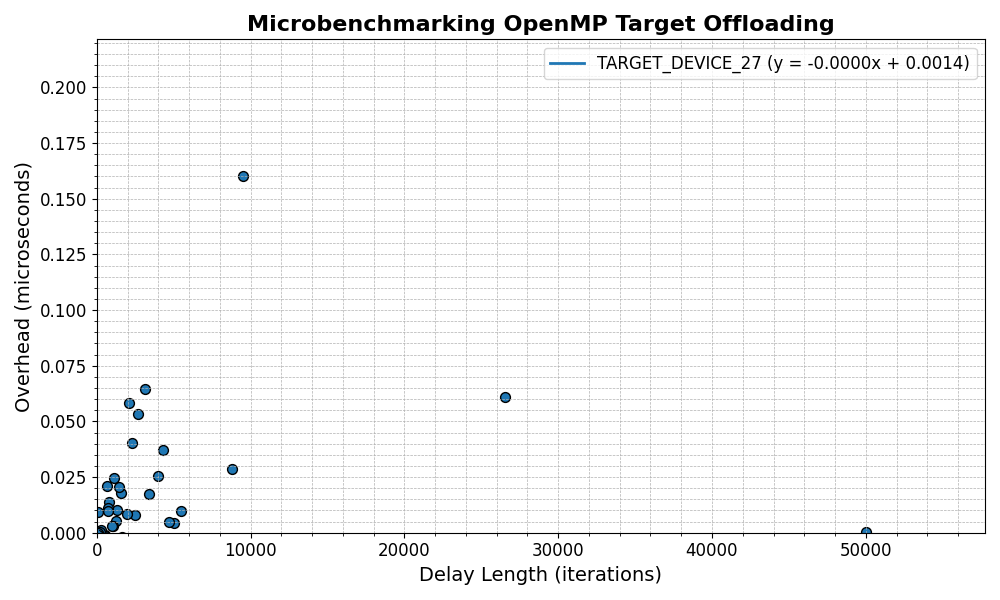 Microbenchmarking OpenMP Target Offloading
TARGET_DEVICE_27 (y = -0.0000x + 0.0014)
Overhead (microseconds)
0.200
0.175
0.150
0.125
0.100
0.075
0.050
0.025
0.000
0 10000 20000 30000 40000 50000
Delay Length (iterations)